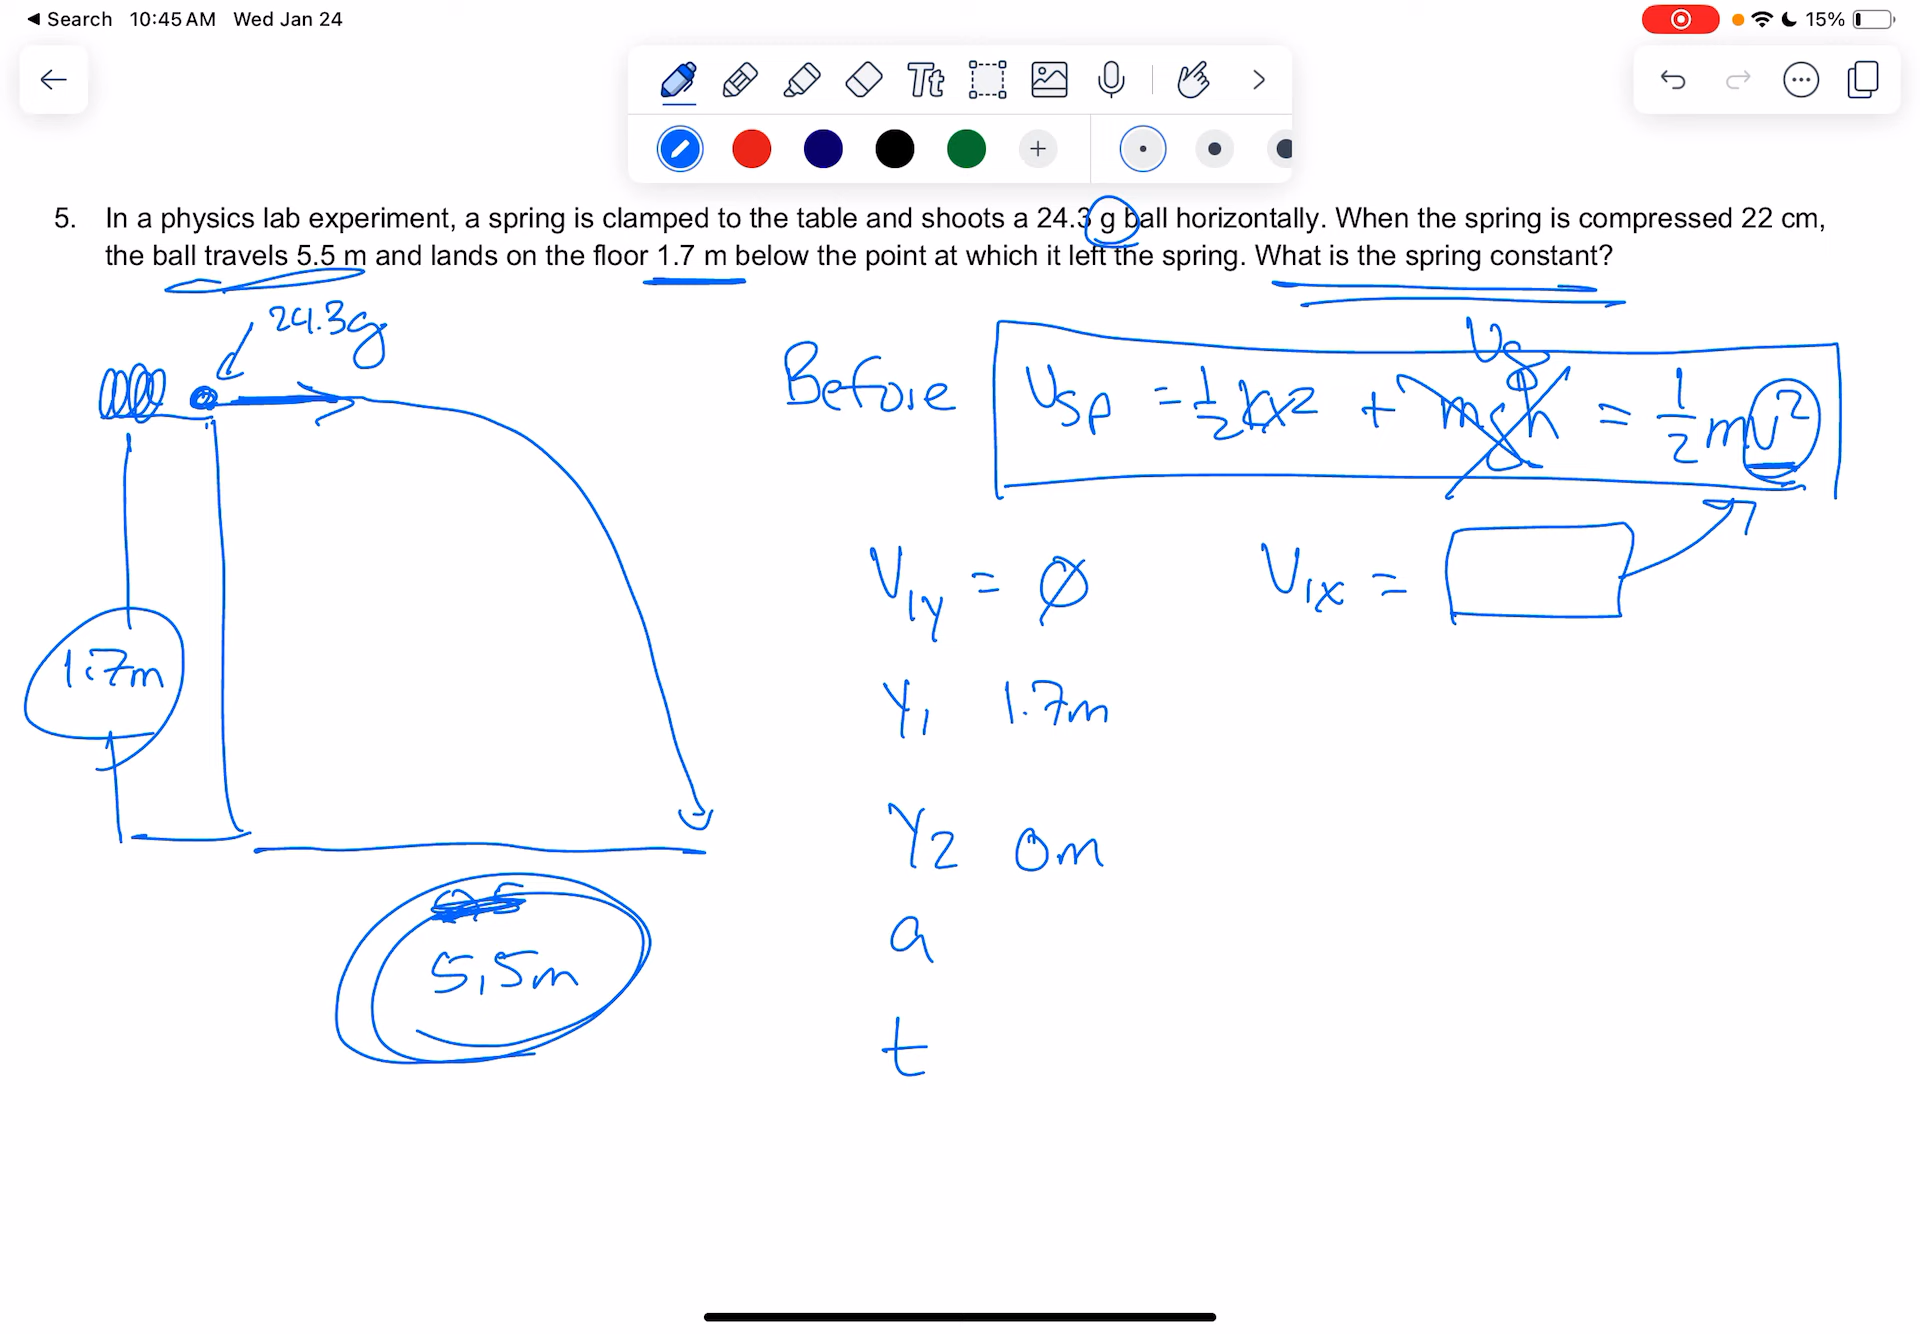 Search 10:45 AM Wed Jan 24
15%
Tt
5. In a physics lab experiment, a spring is clamped to the table and shoots a 24.3 g ball horizontally. When the spring is compressed 22 cm,
the ball travels 5.5 m and lands on the floor 1.7 m below the point at which it left the spring. What is the spring constant?
24.3g
Before
Usp = 1/2 kx² + mgh = 1/2 mv²
Ug
V1y = Ø
V1x =
1.7m
Y1 1.7m
Y2 0m
a
5.5m
t